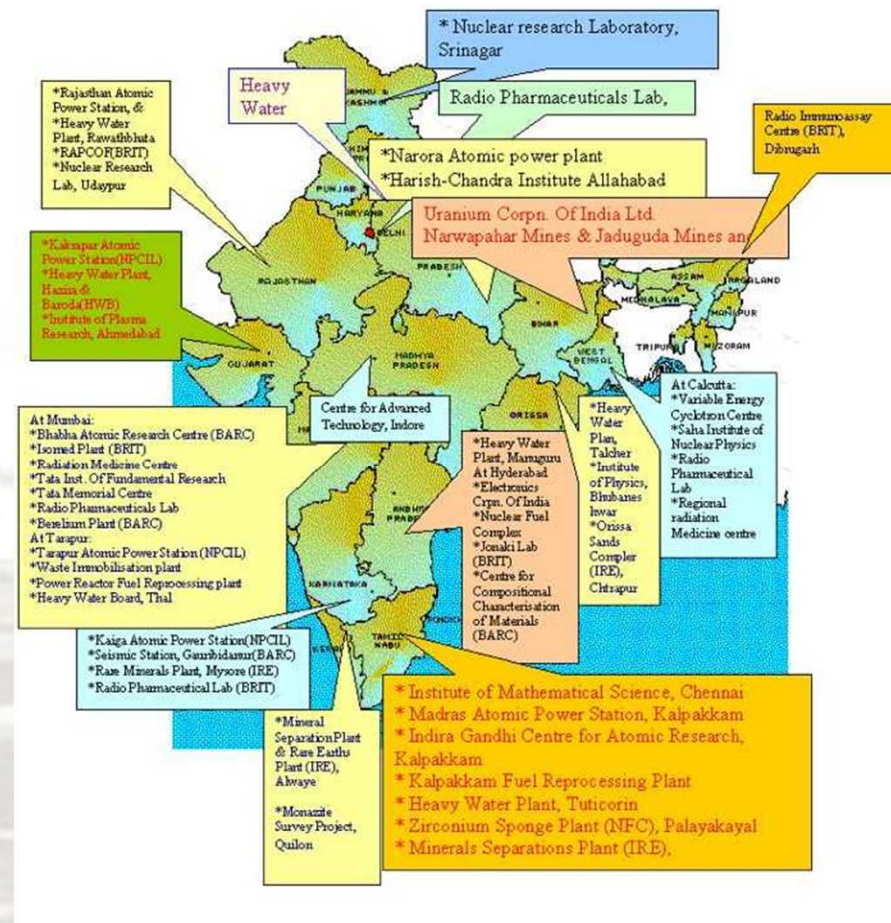 * Nuclear research Laboratory,
Srinagar
Heavy
Water
Radio Pharmaceuticals Lab,
*Rajasthan Atomic
Power Station, &
*Heavy Water
Plant, Rawathbhata
*RAPCOF(BRIT)
*Nuclear Research
Lab, Udaypur
Radio Immunoassay
Centre (BRIT),
Dibrugarh
*Narora Atomic power plant
*Harish-Chandra Institute Allahabad
Uranium Corpn. Of India Ltd.
Narwapahar Mines & Jaduguda Mines and
*Kakrapar Atomic
Power Station(NPCIL)
*Heavy Water Plant,
Hazira &
Baroda(HWB)
*Institute of Plasma
Research, Ahmedabad
PUNJAB
HARYANA
DELHI
RAJASTHAN
PRADESH
ASSAM
NAGALAND
MEGHALAYA
MANIPUR
TRIPURA
MIZORAM
BIHAR
WEST
BENGAL
GUJARAT
MADHYA
PRADESH
ORISSA
Centre for Advanced
Technology, Indore
At Calcutta:
*Variable Energy
Cyclotron Centre
*Saha Institute of
Nuclear Physics
*Radio
Pharmaceutical
Lab
*Regional
radiation
Medicine centre
*Heavy
Water
Plan,
Talcher
*Institute
of Physics,
Bhubanes
hwar
*Orissa
Sands
Compler
(IRE),
Chtrapur
At Mumbai:
*Bhabha Atomic Research Centre (BARC)
*Isomed Plant (BRIT)
*Radiation Medicine Centre
*Tata Inst. Of Fundamental Research
*Tata Memorial Centre
*Radio Pharmaceuticals Lab
*Berelium Plant (BARC)
At Tarapur:
*Tarapur Atomic Power Station (NPCIL)
*Waste Immobilisation plant
*Power Reactor Fuel Reprocessing plant
*Heavy Water Board, Thal
*Heavy Water
Plant, Manuguru
At Hyderabad
*Electronics
Crpn. Of India
*Nuclear Fuel
Complex
*Jonaki Lab
(BRIT)
*Centre for
Compositional
Characterisation
of Materials
(BARC)
KARNATAKA
TAMIL
NADU
*Kaiga Atomic Power Station(NPCIL)
*Seismic Station, Gauribidanur(BARC)
*Rare Minerals Plant, Mysore (IRE)
*Radio Pharmaceutical Lab (BRIT)
*Mineral
Separation Plant
& Rare Earths
Plant (IRE),
Alwaye
*Monazite
Survey Project,
Quilon
* Institute of Mathematical Science, Chennai
* Madras Atomic Power Station, Kalpakkam
* Indira Gandhi Centre for Atomic Research,
Kalpakkam
* Kalpakkam Fuel Reprocessing Plant
* Heavy Water Plant, Tuticorin
* Zirconium Sponge Plant (NFC), Palayakayal
* Minerals Separations Plant (IRE),